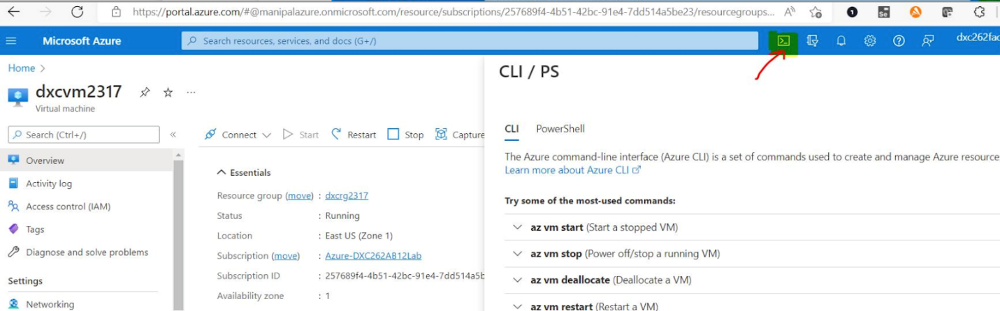 https://portal.azure.com/#@manipalazure.onmicrosoft.com/resource/subscriptions/257689f4-4b51-42bc-91e4-7dd514a5be23/resourcegroups...
Microsoft Azure
Search resources, services, and docs (G+/)
dxc262fac
Home >
dxcvm2317
Virtual machine
Search (Ctrl+/)
Overview
Activity log
Access control (IAM)
Tags
Diagnose and solve problems
Settings
Networking
Connect
Start
Restart
Stop
Capture
Essentials
Resource group (move) : dxcrg2317
Status : Running
Location : East US (Zone 1)
Subscription (move) : Azure-DXC262AB12Lab
Subscription ID : 257689f4-4b51-42bc-91e4-7dd514a5b
Availability zone : 1
CLI / PS
CLI PowerShell
The Azure command-line interface (Azure CLI) is a set of commands used to create and manage Azure resource
Learn more about Azure CLI
Try some of the most-used commands:
az vm start (Start a stopped VM)
az vm stop (Power off/stop a running VM)
az vm deallocate (Deallocate a VM)
az vm restart (Restart a VM)